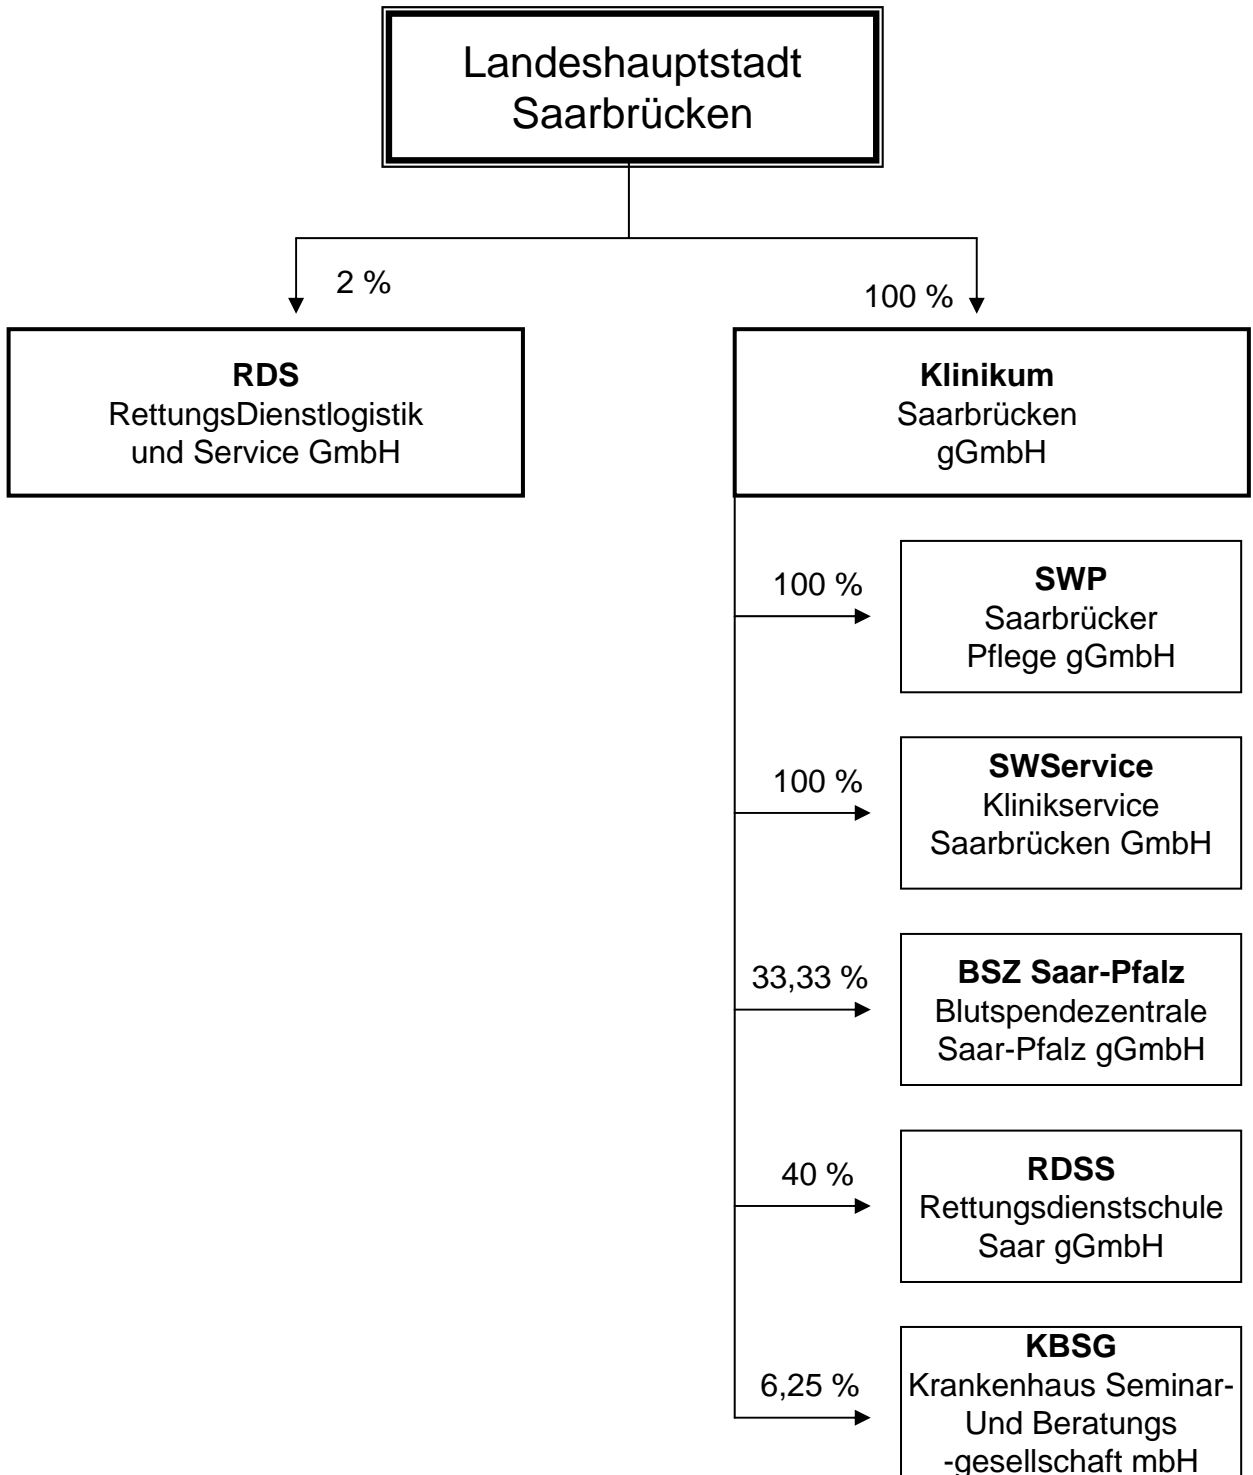 Landeshauptstadt
Saarbrücken
2 %
100 %
RDS
RettungsDienstlogistik
und Service GmbH
Klinikum
Saarbrücken
gGmbH
100 %
SWP
Saarbrücker
Pflege gGmbH
100 %
SWService
Klinikservice
Saarbrücken GmbH
33,33 %
BSZ Saar-Pfalz
Blutspendezentrale
Saar-Pfalz gGmbH
40 %
RDSS
Rettungsdienstschule
Saar gGmbH
6,25 %
KBSG
Krankenhaus Seminar-
Und Beratungs
-gesellschaft mbH